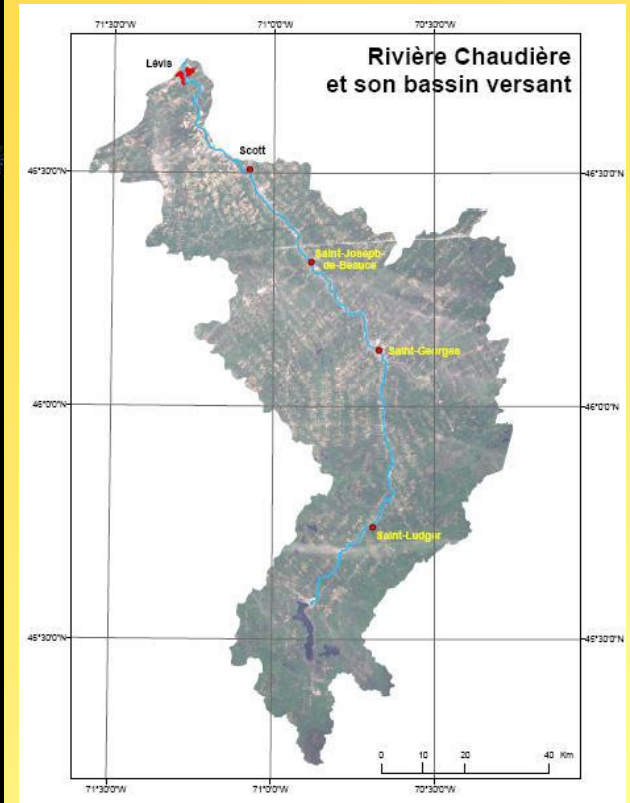 71°30'0"W
71°0'0"W
70°30'0"W
Rivière Chaudière
et son bassin versant
Lévis
Scott
46°30'0"N
46°30'0"N
Saint-Joseph-
de-Beauce
Saint-Georges
46°0'0"N
46°0'0"N
Saint-Ludger
45°30'0"N
45°30'0"N
0 10 20 40 Km
71°30'0"W
71°0'0"W
70°30'0"W